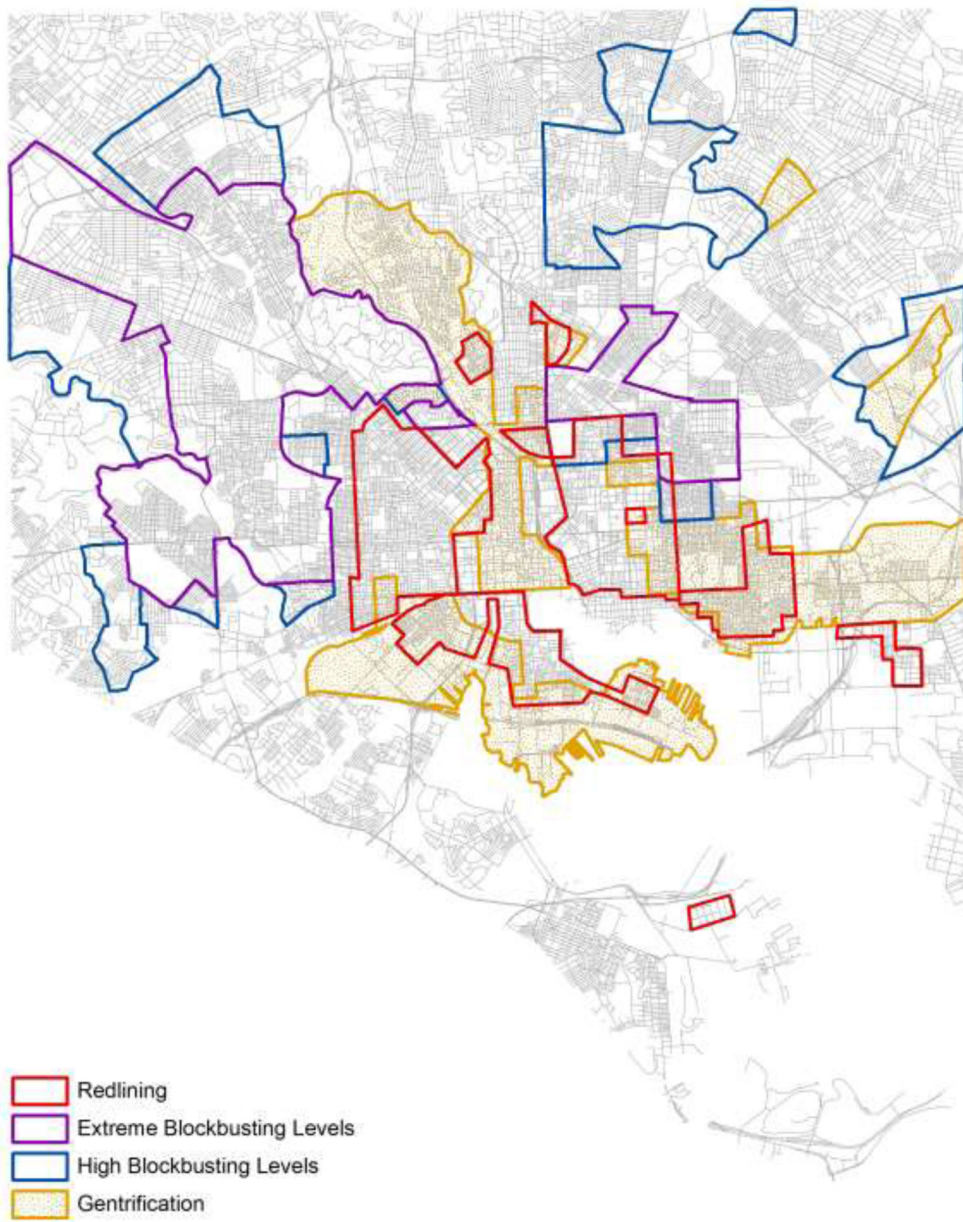 Redlining
Extreme Blockbusting Levels
High Blockbusting Levels
Gentrification